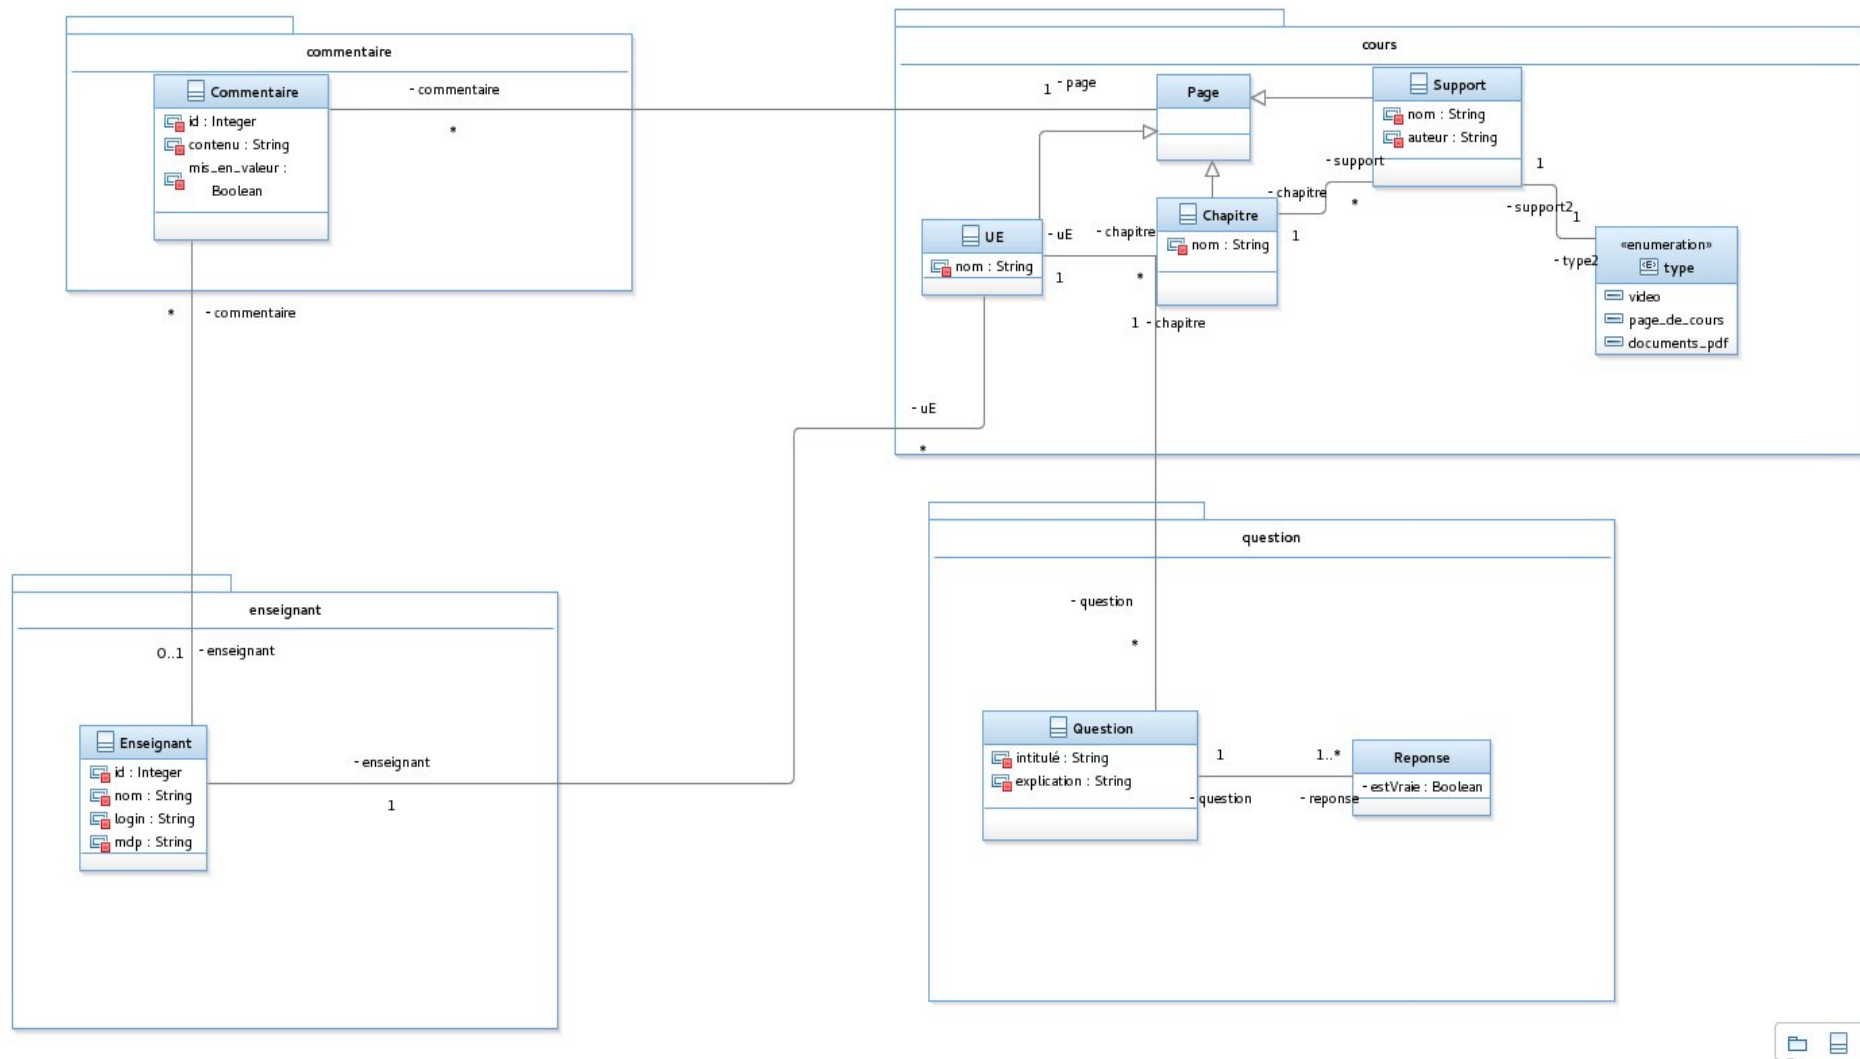 commentaire
Commentaire
id : Integer
contenu : String
mis_en_valeur :
Boolean
- commentaire
*
* - commentaire
cours
1 - page
Page
Support
nom : String
auteur : String
- support
*
- chapitre
1
1
- support2
1
- type2
«enumeration»
<E> type
video
page_de_cours
documents_pdf
Chapitre
nom : String
UE
nom : String
- uE
1
- chapitre
*
1 - chapitre
- uE
*
enseignant
0..1 - enseignant
Enseignant
id : Integer
nom : String
login : String
mdp : String
- enseignant
1
question
- question
*
Question
intitulé : String
explication : String
1
- question
1..*
- reponse
Reponse
- estVraie : Boolean